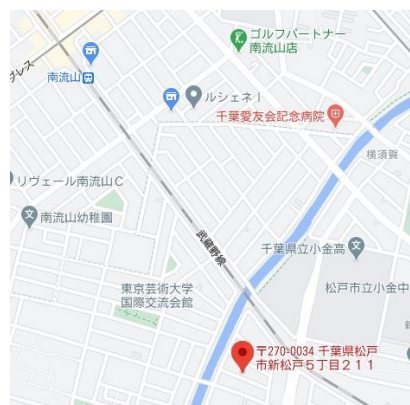 ゴルフパートナー
南流山店
プレス
南流山
ルシェネⅠ
千葉愛友会記念病院
横須賀
リヴェール南流山C
南流山幼稚園
武蔵野線
千葉県立小金高
東京芸術大学
国際交流会館
松戸市立小金中
新
〒270-0034 千葉県松戸
市新松戸5丁目211